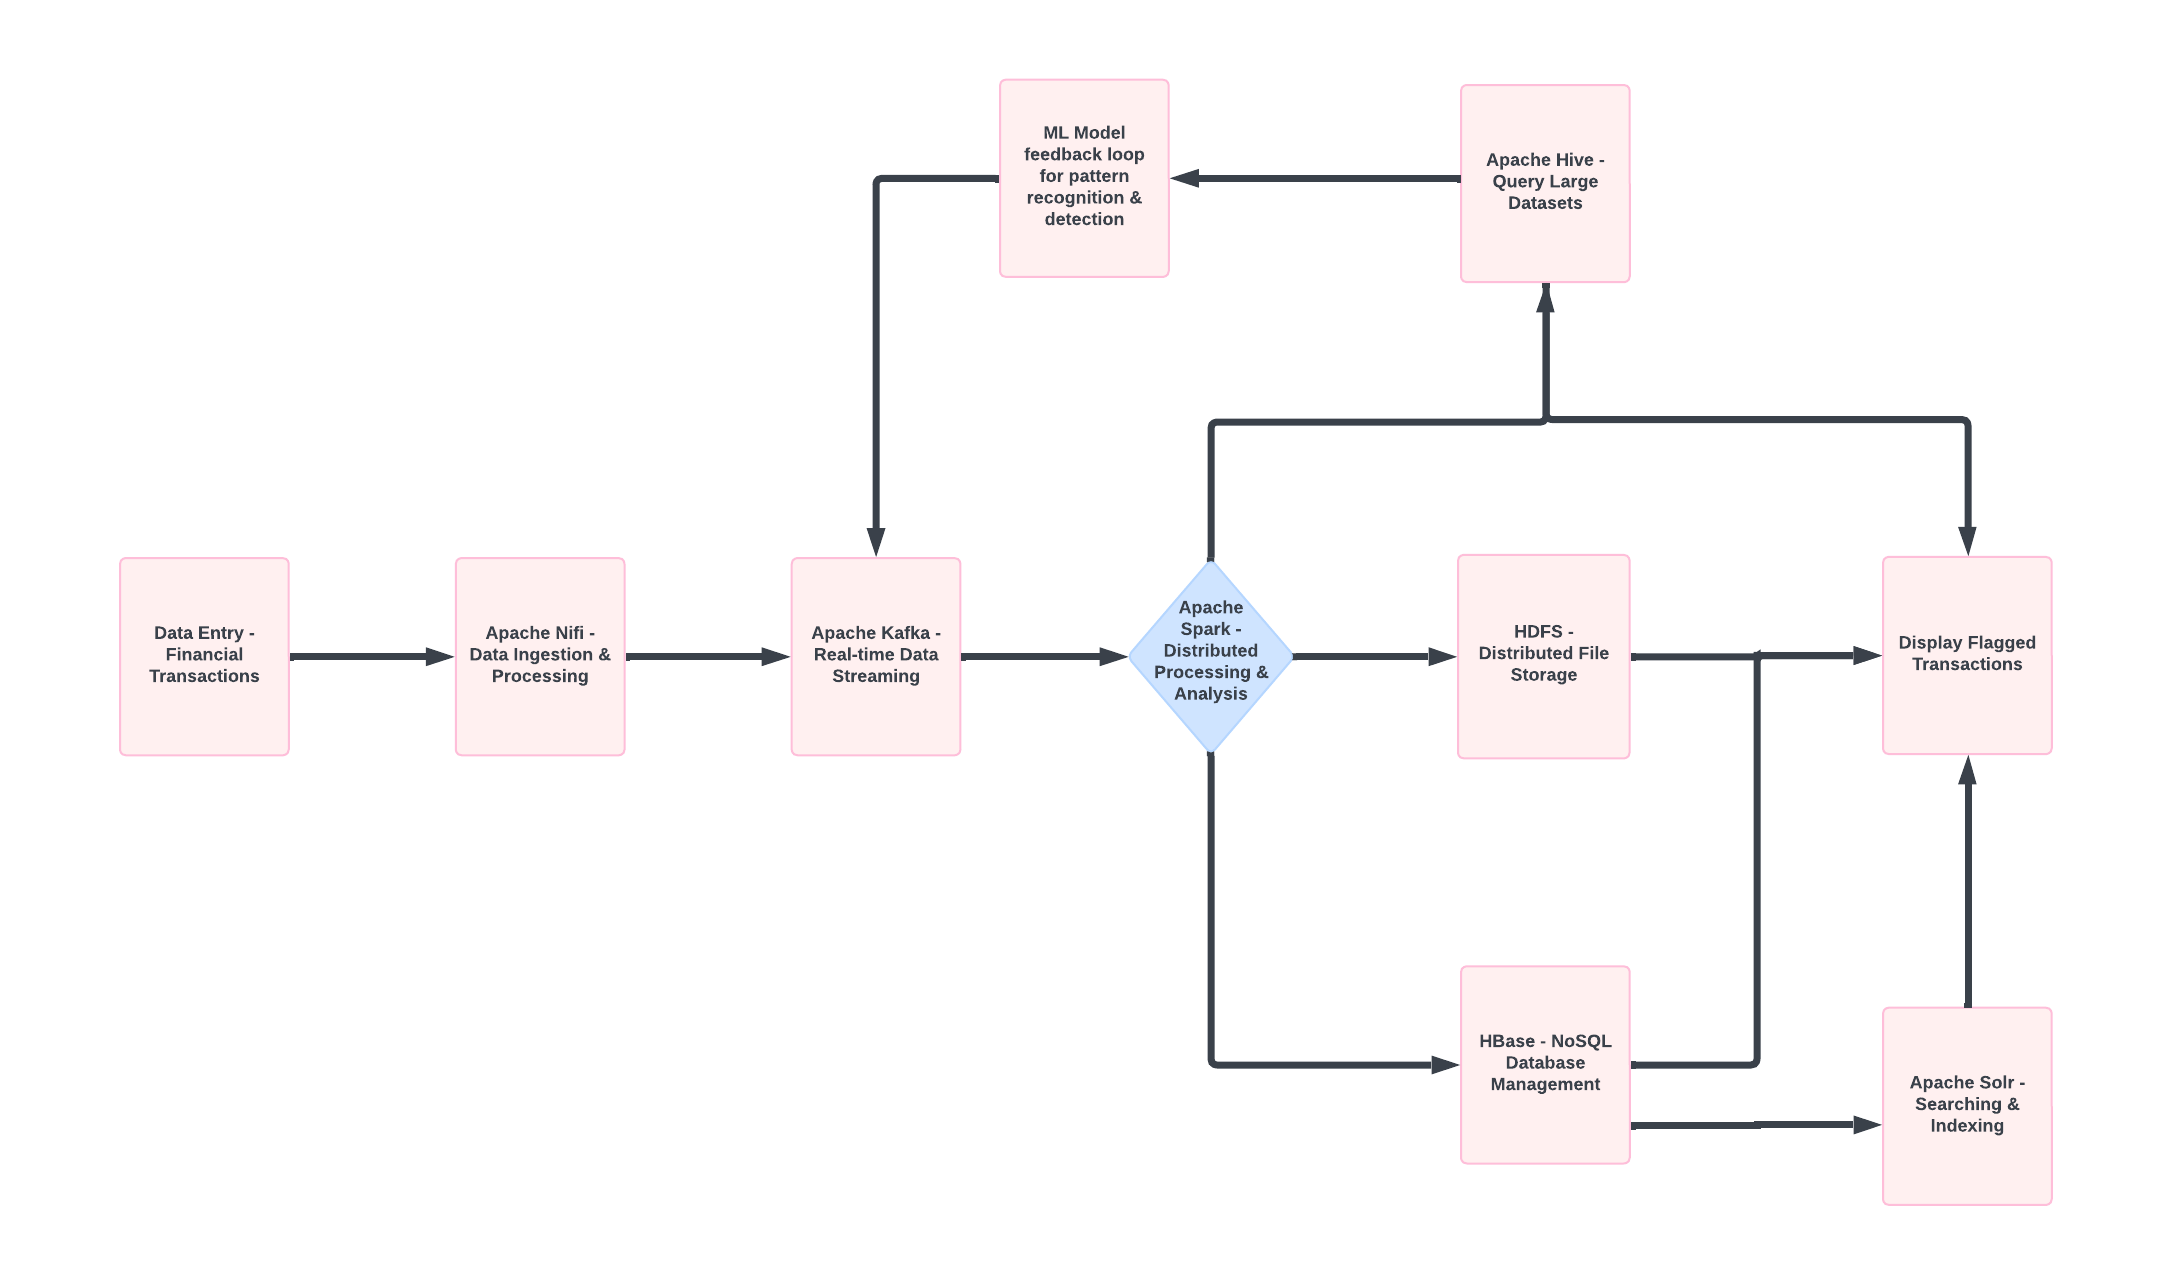 ML Model
feedback loop
for pattern
recognition &
detection
Apache Hive -
Query Large
Datasets
Data Entry -
Financial
Transactions
Apache Nifi -
Data Ingestion &
Processing
Apache Kafka -
Real-time Data
Streaming
Apache
Spark -
Distributed
Processing &
Analysis
HDFS -
Distributed File
Storage
Display Flagged
Transactions
HBase - NoSQL
Database
Management
Apache Solr -
Searching &
Indexing